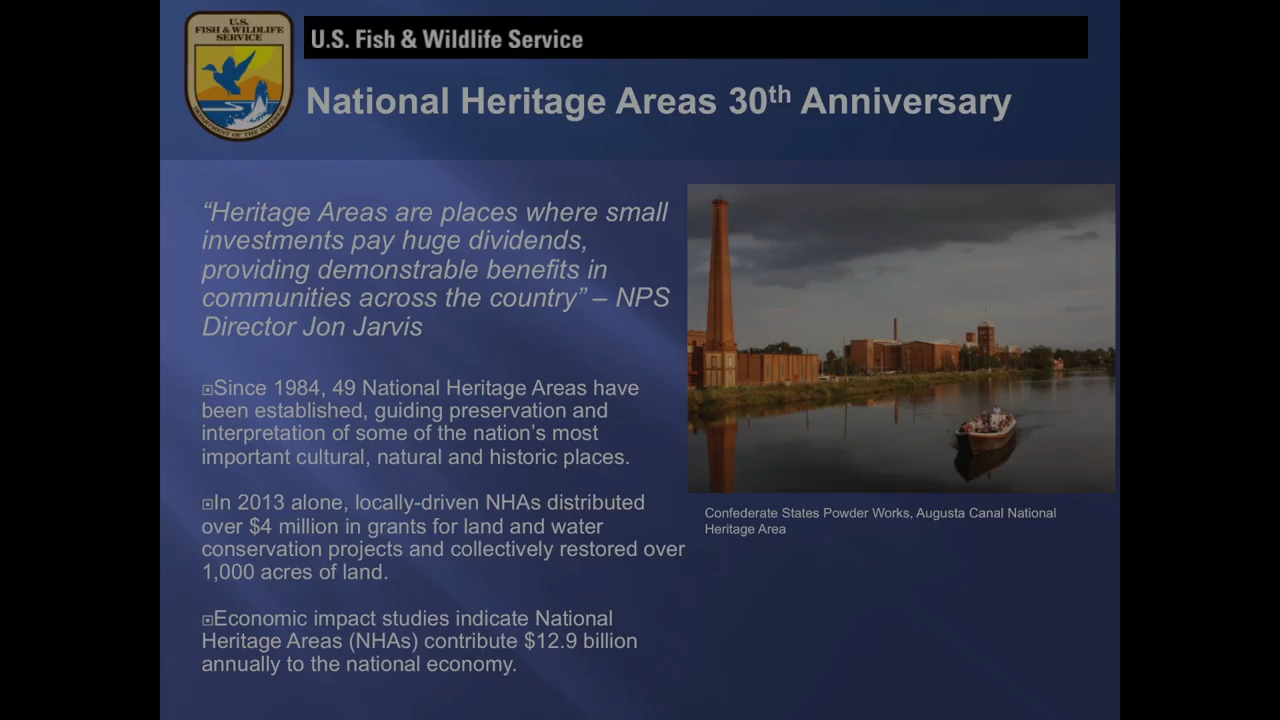 U.S.
FISH & WILDLIFE
SERVICE
DEPARTMENT OF THE INTERIOR
U.S. Fish & Wildlife Service
National Heritage Areas 30th Anniversary
“Heritage Areas are places where small
investments pay huge dividends,
providing demonstrable benefits in
communities across the country” – NPS
Director Jon Jarvis
Since 1984, 49 National Heritage Areas have
been established, guiding preservation and
interpretation of some of the nation’s most
important cultural, natural and historic places.
In 2013 alone, locally-driven NHAs distributed
over $4 million in grants for land and water
conservation projects and collectively restored over
1,000 acres of land.
Economic impact studies indicate National
Heritage Areas (NHAs) contribute $12.9 billion
annually to the national economy.
Confederate States Powder Works, Augusta Canal National
Heritage Area